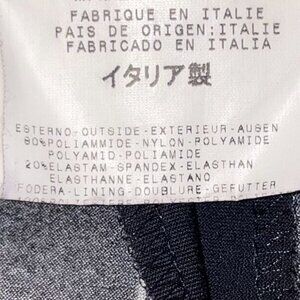 FABRIQUE EN ITALIE
PAIS DE ORIGEN:ITALIE
FABRICADO EN ITALIA
イタリア製
ESTERNO-OUTSIDE-EXTERIEUR-AUSEN
80%POLIAMMIDE-NYLON-POLYAMIDE
POLYAMID-POLIAMIDE
20%ELASTAM-SPANDEX-ELASTHAN
ELASTHANNE-ELASTANO
FODERA-LINING-DOUBLURE-GEFUTTER